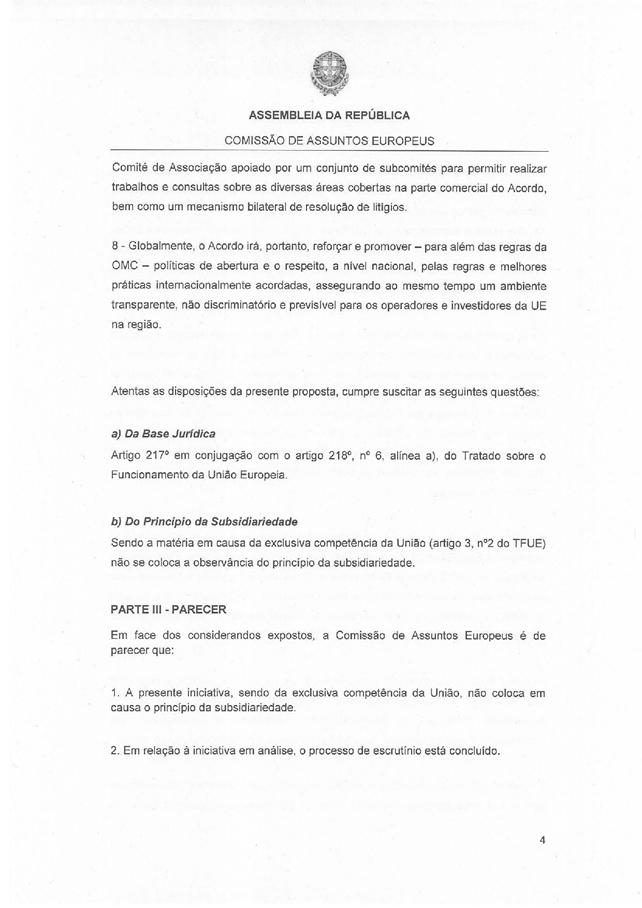 ASSEMBLEIA DA REPÚBLICA
COMISSÃO DE ASSUNTOS EUROPEUS
Comité de Associação apoiado por um conjunto de subcomités para permitir realizar
trabalhos e consultas sobre as diversas áreas cobertas na parte comercial do Acordo,
bem como um mecanismo bilateral de resolução de litígios.
8 - Globalmente, o Acordo irá, portanto, reforçar e promover – para além das regras da
OMC – políticas de abertura e o respeito, a nível nacional, pelas regras e melhores
práticas internacionalmente acordadas, assegurando ao mesmo tempo um ambiente
transparente, não discriminatório e previsível para os operadores e investidores da UE
na região.
Atentas as disposições da presente proposta, cumpre suscitar as seguintes questões:
a) Da Base Jurídica
Artigo 217º em conjugação com o artigo 218º, nº 6, alínea a), do Tratado sobre o
Funcionamento da União Europeia.
b) Do Princípio da Subsidiariedade
Sendo a matéria em causa da exclusiva competência da União (artigo 3, nº2 do TFUE)
não se coloca a observância do princípio da subsidiariedade.
PARTE III - PARECER
Em face dos considerandos expostos, a Comissão de Assuntos Europeus é de
parecer que:
1. A presente iniciativa, sendo da exclusiva competência da União, não coloca em
causa o princípio da subsidiariedade.
2. Em relação à iniciativa em análise, o processo de escrutínio está concluído.
4